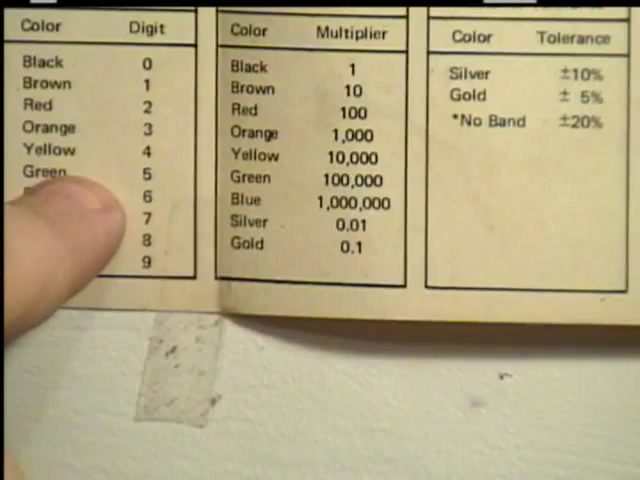 Color Digit
Black 0
Brown 1
Red 2
Orange 3
Yellow 4
Green 5
6
7
8
9
Color Multiplier
Black 1
Brown 10
Red 100
Orange 1,000
Yellow 10,000
Green 100,000
Blue 1,000,000
Silver 0.01
Gold 0.1
Color Tolerance
Silver ±10%
Gold ± 5%
*No Band ±20%